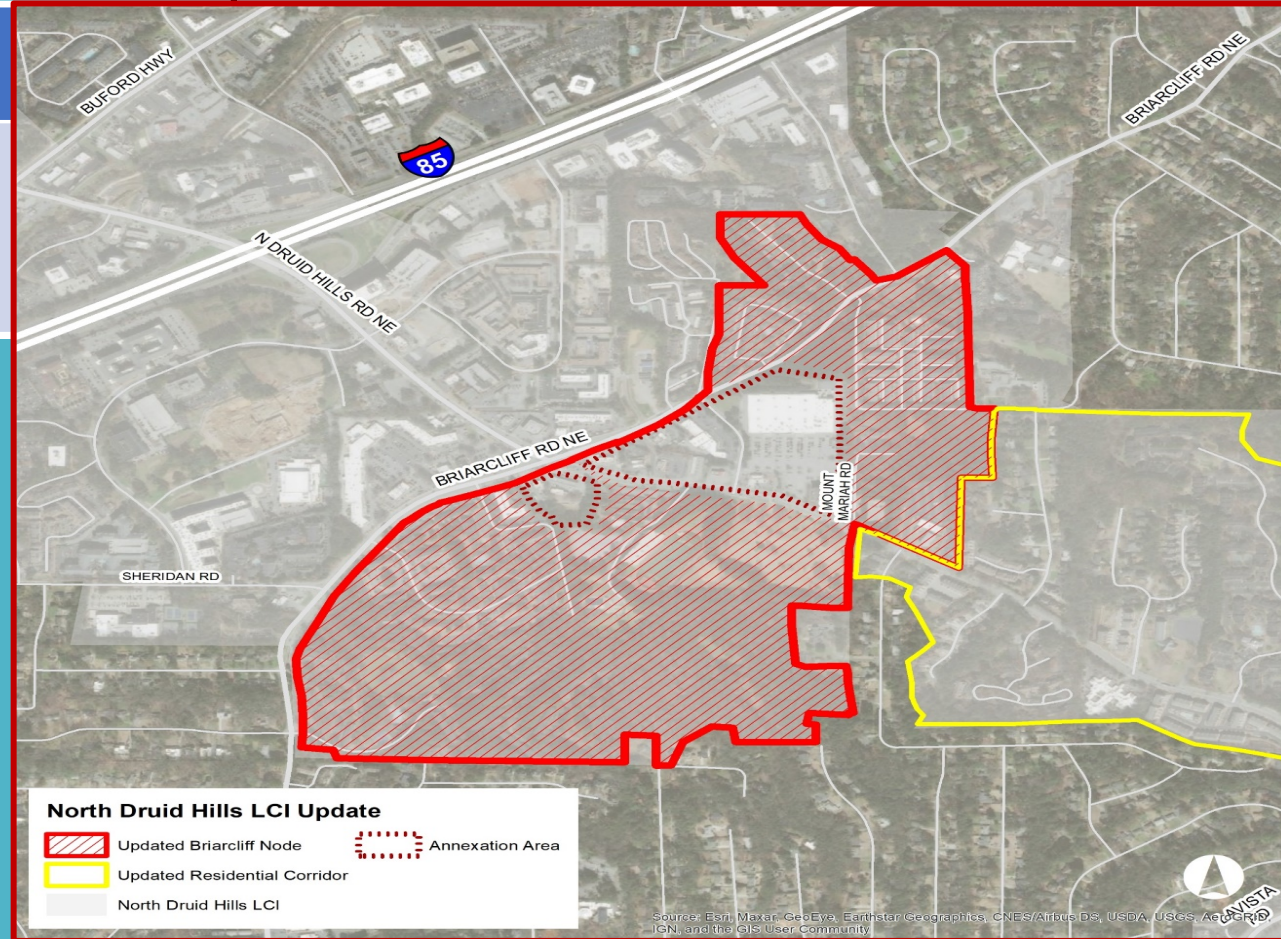 BUFORD HWY
BRIARCLIFF RD NE
85
N DRUID HILLS RD NE
BRIARCLIFF RD NE
MOUNT
MARIAH RD
SHERIDAN RD
North Druid Hills LCI Update
Updated Briarcliff Node
Annexation Area
Updated Residential Corridor
North Druid Hills LCI
Source: Esri, Maxar, GeoEye, Earthstar Geographics, CNES/Airbus DS, USDA, USGS, AeroGRID,
IGN, and the GIS User Community